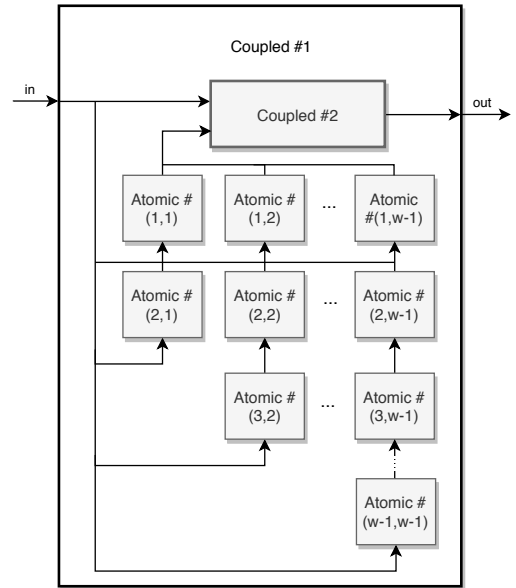 Coupled #1
in
Coupled #2
out
Atomic #
(1,1)
Atomic #
(1,2)
...
Atomic
#(1,w-1)
Atomic #
(2,1)
Atomic #
(2,2)
...
Atomic #
(2,w-1)
Atomic #
(3,2)
...
Atomic #
(3,w-1)
Atomic #
(w-1,w-1)